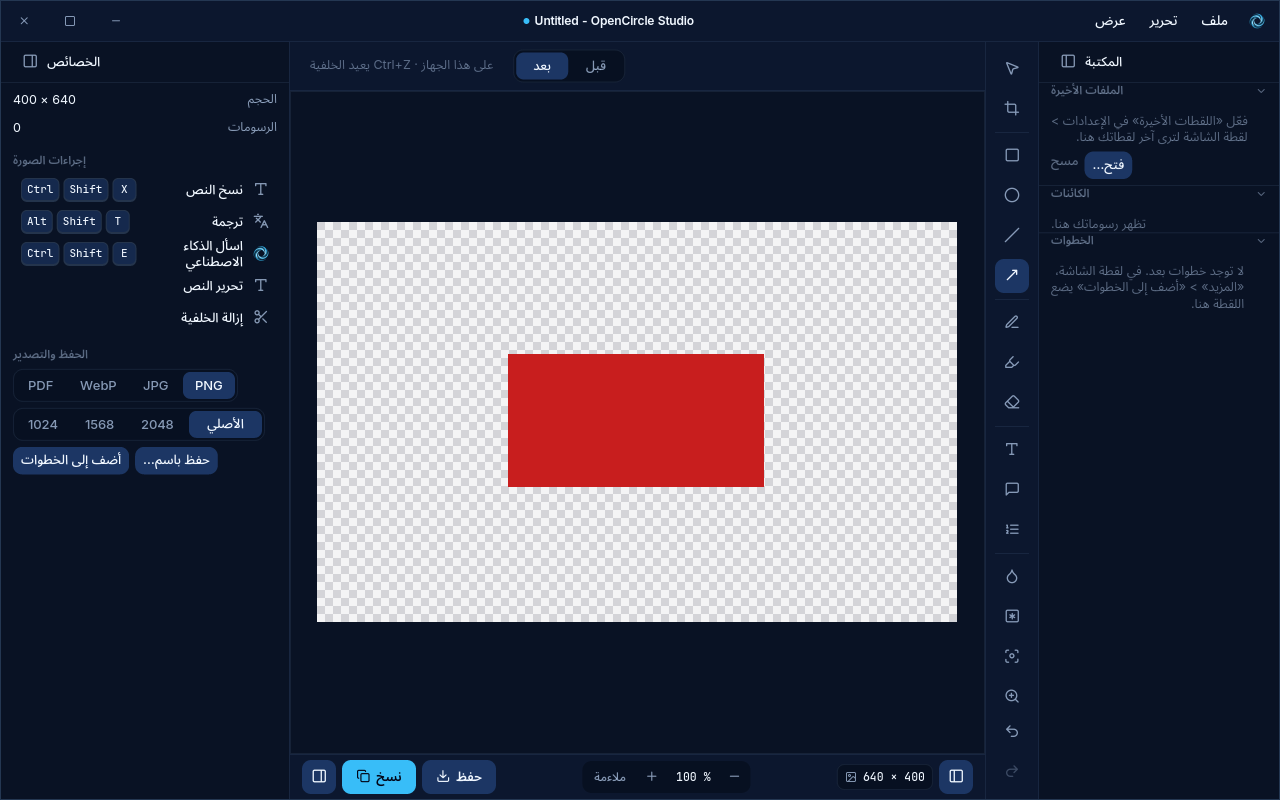 ملف
تحرير
عرض
Untitled - OpenCircle Studio
المكتبة
الملفات الأخيرة
فعّل «اللقطات الأخيرة» في الإعدادات >
لقطة الشاشة لترى آخر لقطاتك هنا.
فتح...
مسح
الكائنات
تظهر رسوماتك هنا.
الخطوات
لا توجد خطوات بعد. في لقطة الشاشة،
«المزيد» > «أضف إلى الخطوات» يضع
اللقطة هنا.
قبل
بعد
على هذا الجهاز · Ctrl+Z يعيد الخلفية
640 × 400
100 %
ملاءمة
حفظ
نسخ
الخصائص
الحجم
640 × 400
الرسومات
0
إجراءات الصورة
نسخ النص
Ctrl Shift X
ترجمة
Alt Shift T
اسأل الذكاء
الاصطناعي
Ctrl Shift E
تحرير النص
إزالة الخلفية
الحفظ والتصدير
PNG JPG WebP PDF
الأصلي 2048 1568 1024
حفظ باسم...
أضف إلى الخطوات